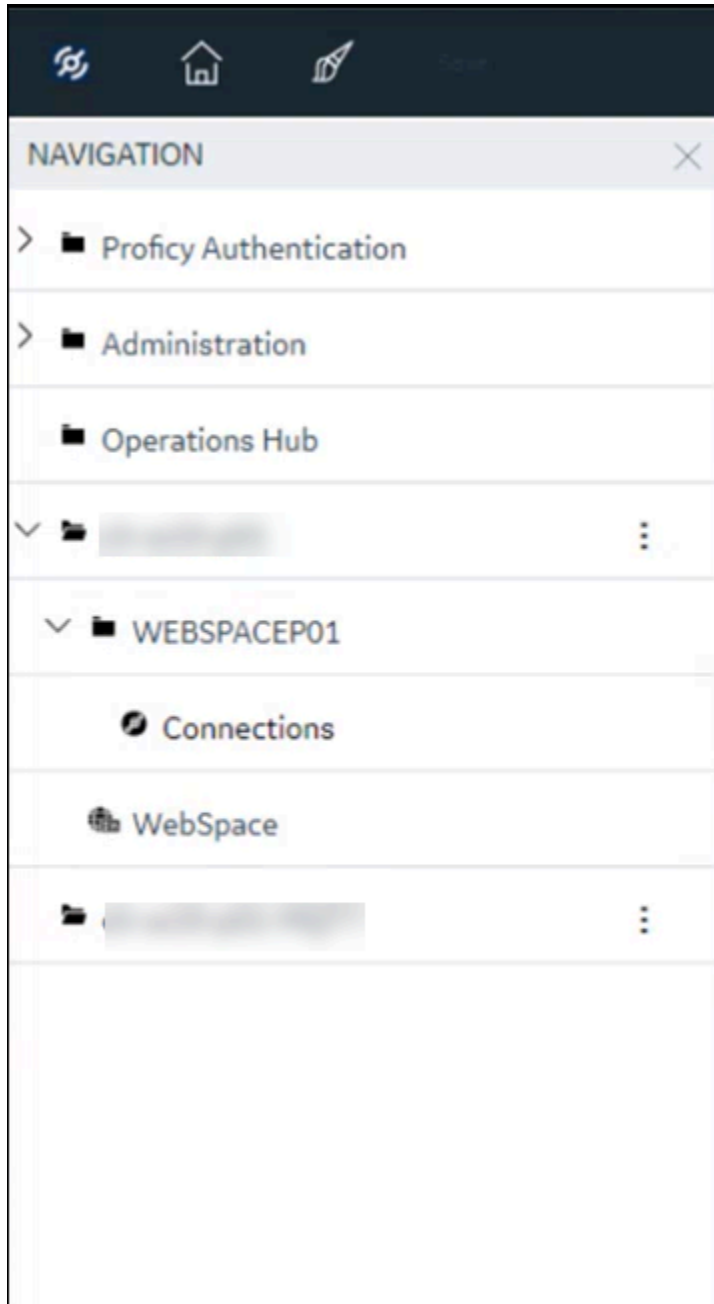 NAVIGATION
Proficy Authentication
Administration
Operations Hub
WEBSPACEP01
Connections
WebSpace